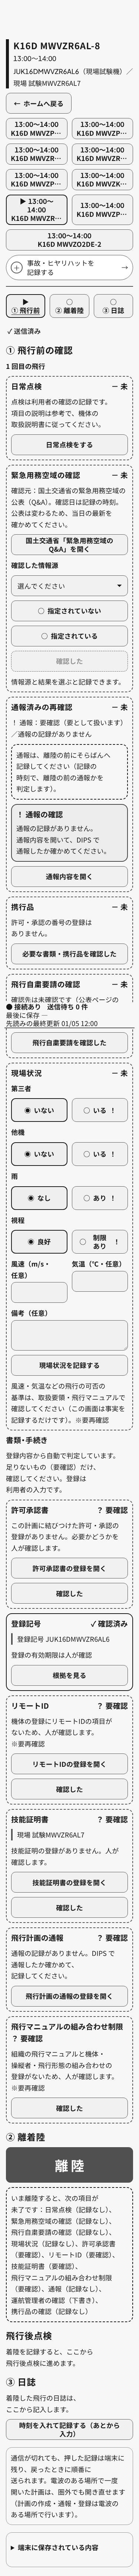 K16D MWVZR6AL-8
13:00〜14:00
JUK16DMWVZR6AL6（現場試験機）／
現場 試験MWVZR6AL7
← ホームへ戻る
13:00〜14:00
K16D MWVZP…
13:00〜14:00
K16D MWVZK…
13:00〜14:00
K16D MWVZR…
13:00〜14:00
K16D MWVZK…
13:00〜14:00
K16D MWVZP…
13:00〜14:00
K16D MWVZK…
▶ 13:00〜
14:00
K16D MWVZR…
13:00〜14:00
K16D MWVZP…
13:00〜14:00
K16D MWVZO2DE-2
＋ 事故・ヒヤリハットを
記録する →
▶
① 飛行前
○
② 離着陸
○
③ 日誌
✓ 送信済み
① 飛行前の確認
1 回目の飛行
日常点検 － 未
点検は利用者の確認の記録です。
項目の説明は参考で、機体の
取扱説明書に従ってください。
日常点検をする
緊急用務空域の確認 － 未
確認元：国土交通省の緊急用務空域の
公表（Q&A）。確認日は記録の時刻。
公表は変わるため、当日の最新を
確かめてください。
国土交通省「緊急用務空域の
Q&A」を開く
確認した情報源
選んでください
○ 指定されていない
○ 指定されている
確認した
情報源と結果を選ぶと記録できます。
通報済みの再確認 － 未
！ 通報：要確認（要として扱います）
／通報の記録がありません
通報は、離陸の前にそらぱんへ
記録してください（記録の
時刻で、離陸の前の通報かを
判定します）。
！ 通報の確認
通報の記録がありません。
通報内容を開いて、DIPS で
通報したか確かめてください。
通報内容を開く
携行品 － 未
許可・承認の番号の登録は
ありません。
必要な書類・携行品を確認した
飛行自粛要請の確認 － 未
確認先は未確認です（公表ページの
● 接続あり 送信待ち 0 件
最後に保存 —
先読みの最終更新 01/05 12:00
飛行自粛要請を確認した
現場状況 － 未
第三者
◉ いない
○ いる ！
他機
◉ いない
○ いる ！
雨
◉ なし
○ あり ！
視程
◉ 良好
○ 制限
あり ！
風速（m/s・
任意）
気温（℃・任意）
備考（任意）
現場状況を記録する
風速・気温などの飛行の可否の
基準は、取扱要領・飛行マニュアルで
確認してください（この画面は事実を
記録するだけです）。※要再確認
書類・手続き
登録内容から自動で判定しています。
足りないもの（要確認）だけ、
確認してください。登録は
利用者の入力です。
許可承認書 ？ 要確認
この計画に結びつけた許可・承認の
登録がありません。必要かどうかを
人が確認します。
許可承認書の登録を開く
確認した
登録記号 ✓ 確認済み
登録記号 JUK16DMWVZR6AL6
登録の有効期限は人が確認
根拠を見る
リモートID ？ 要確認
機体の登録にリモートIDの項目が
ないため、人が確認します。
※要再確認
リモートIDの登録を開く
確認した
技能証明書 ？ 要確認
現場 試験MWVZR6AL7
技能証明の登録がありません。人が
確認します。
技能証明書の登録を開く
確認した
飛行計画の通報 ？ 要確認
通報の記録がありません。DIPS で
通報したか確かめて、
記録してください。
飛行計画の通報の登録を開く
飛行マニュアルの組み合わせ制限
？ 要確認
組織の飛行マニュアルと機体・
操縦者・飛行形態の組み合わせの
登録がないため、人が確認します。
※要再確認
確認した
② 離着陸
離陸
いま離陸すると、次の項目が
未了です：日常点検（記録なし）、
緊急用務空域の確認（記録なし）、
飛行自粛要請の確認（記録なし）、
現場状況（記録なし）、許可承認書
（要確認）、リモートID（要確認）、
技能証明書（要確認）、
飛行マニュアルの組み合わせ制限
（要確認）、通報（記録なし）、
運航管理者の確認（下書き）、
携行品の確認（記録なし）
飛行後点検
着陸を記録すると、ここから
飛行後点検に進めます。
③ 日誌
着陸した飛行の日誌は、
ここから記入します。
時刻を入れて記録する（あとから
入力）
通信が切れても、押した記録は端末に
残り、戻ったときに順番に
送られます。電波のある場所で一度
開いた計画は、圏外でも開き直せます
（計画の作成・通報・登録は電波の
ある場所で行います）。
▶ 端末に保存されている内容